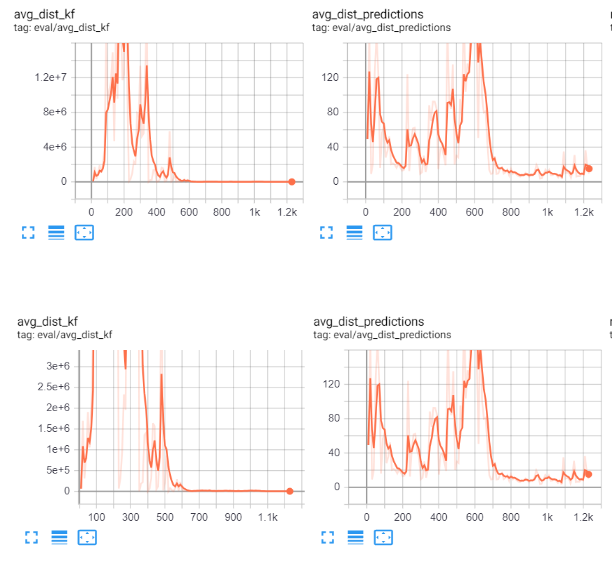 avg_dist_kf
tag: eval/avg_dist_kf
1.2e+7
8e+6
4e+6
0
0 200 400 600 800 1k 1.2k
avg_dist_predictions
tag: eval/avg_dist_predictions
120
80
40
0
0 200 400 600 800 1k 1.2k
avg_dist_kf
tag: eval/avg_dist_kf
3e+6
2.5e+6
2e+6
1.5e+6
1e+6
5e+5
0
100 300 500 700 900 1.1k
avg_dist_predictions
tag: eval/avg_dist_predictions
120
80
40
0
0 200 400 600 800 1k 1.2k